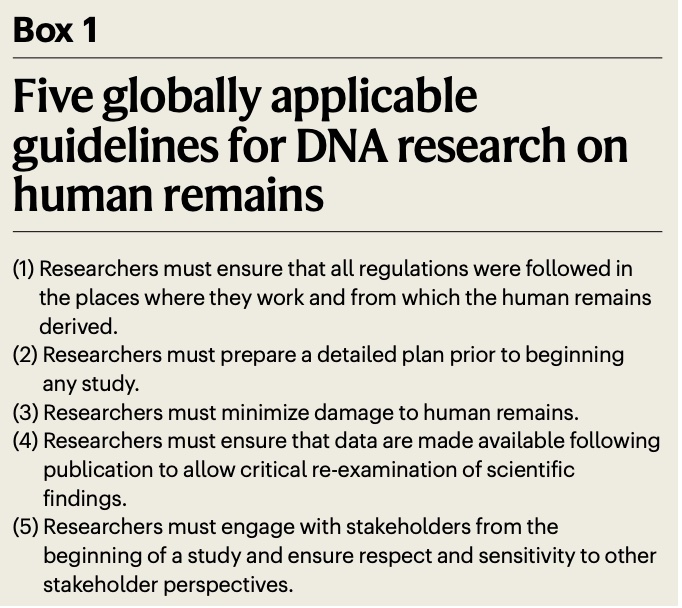 Box 1
Five globally applicable
guidelines for DNA research on
human remains
(1) Researchers must ensure that all regulations were followed in
the places where they work and from which the human remains
derived.
(2) Researchers must prepare a detailed plan prior to beginning
any study.
(3) Researchers must minimize damage to human remains.
(4) Researchers must ensure that data are made available following
publication to allow critical re-examination of scientific
findings.
(5) Researchers must engage with stakeholders from the
beginning of a study and ensure respect and sensitivity to other
stakeholder perspectives.